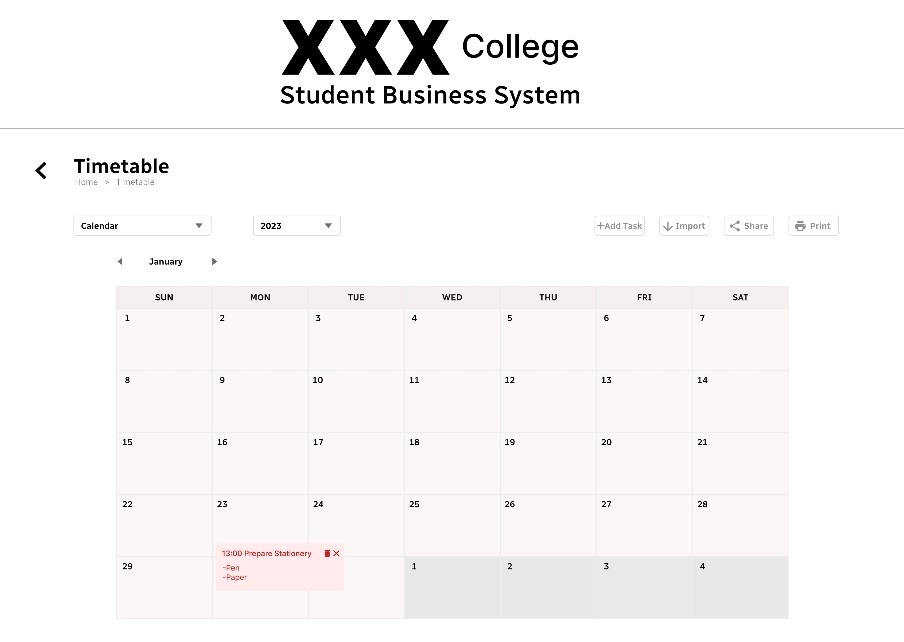 XXX College
Student Business System
Timetable
Home > Timetable
Calendar
2023
+Add Task
Import
Share
Print
January
SUN MON TUE WED THU FRI SAT
1 2 3 4 5 6 7
8 9 10 11 12 13 14
15 16 17 18 19 20 21
22 23 24 25 26 27 28
13:00 Prepare Stationery
-Pen
-Paper
29 1 2 3 4